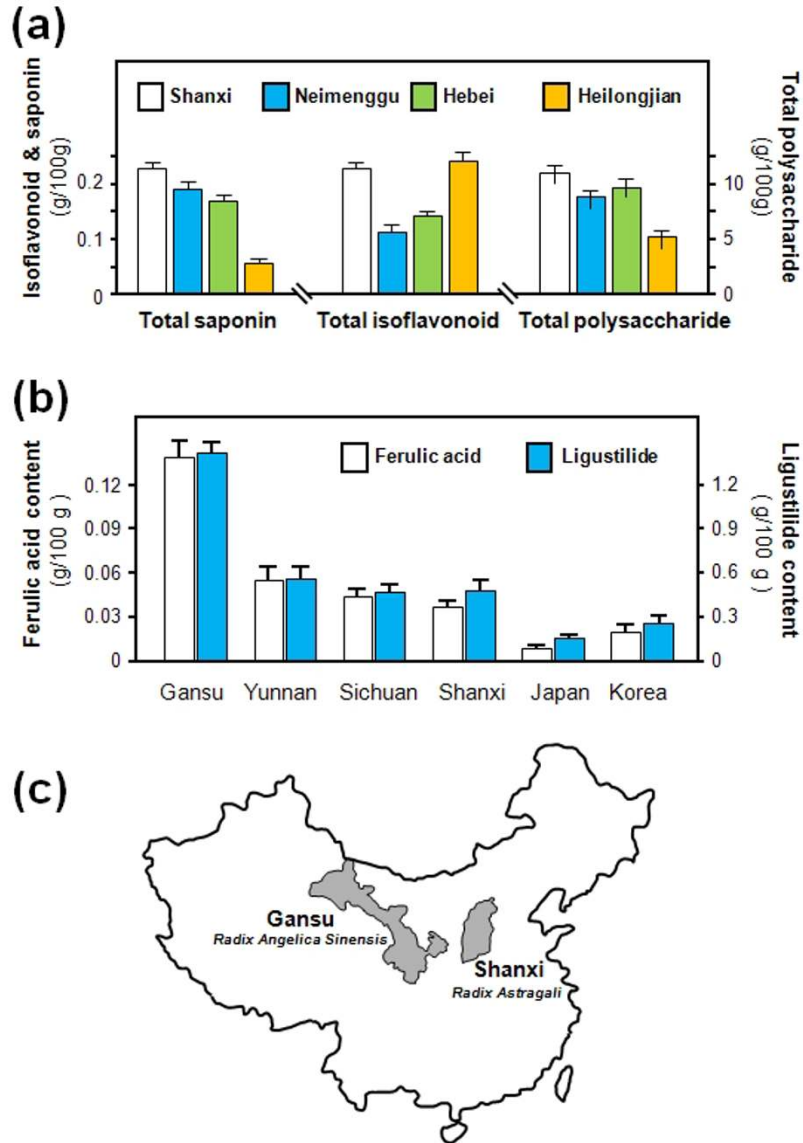 (a)
Isoflavonoid & saponin
(g/100g)
Total polysaccharide
(g/100g)
Shanxi Neimenggu Hebei Heilongjian
0.2
0.1
0
10
5
0
Total saponin Total isoflavonoid Total polysaccharide
(b)
Ferulic acid content
(g/100 g )
Ligustilide content
( g/100 g )
Ferulic acid Ligustilide
0.12
0.09
0.06
0.03
0
1.2
0.9
0.6
0.3
0
Gansu Yunnan Sichuan Shanxi Japan Korea
(c)
Gansu
Radix Angelica Sinensis
Shanxi
Radix Astragali